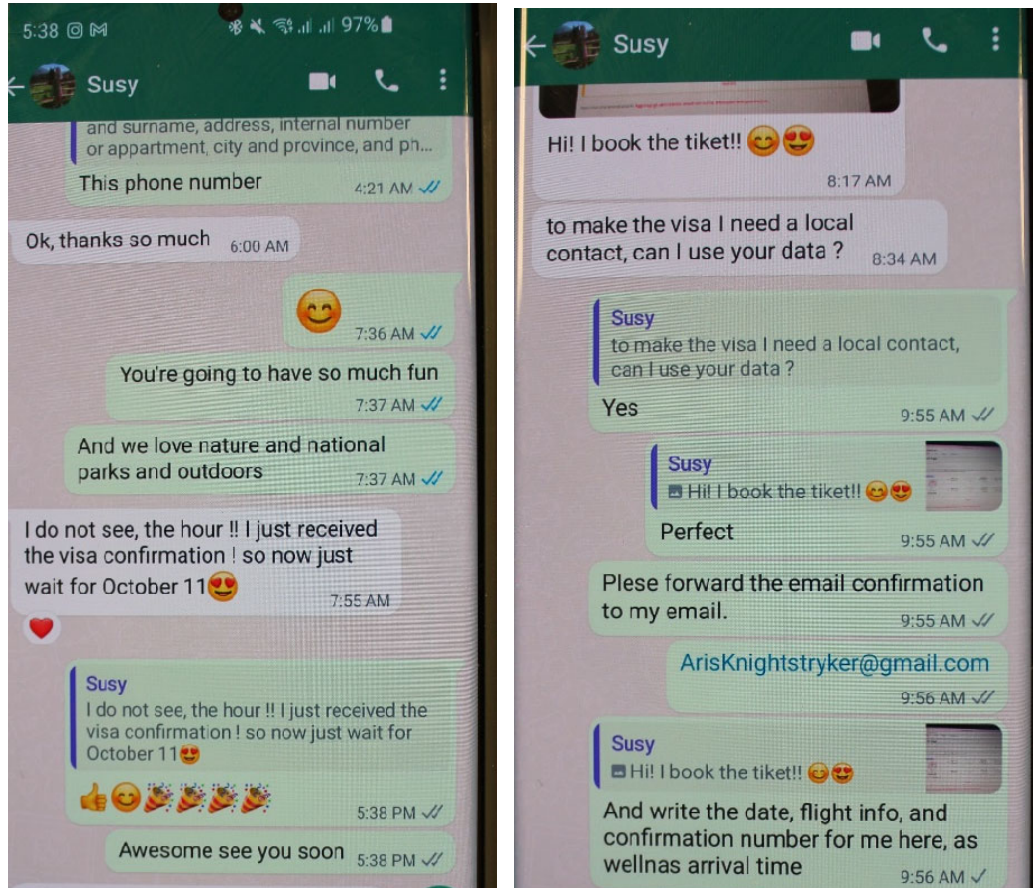 5:38
97%
Susy
and surname, address, internal number
or appartment, city and province, and ph...
This phone number
4:21 AM
Ok, thanks so much
6:00 AM
7:36 AM
You're going to have so much fun
7:37 AM
And we love nature and national
parks and outdoors
7:37 AM
I do not see, the hour !! I just received
the visa confirmation ! so now just
wait for October 11😍
7:55 AM
Susy
I do not see, the hour !! I just received the
visa confirmation ! so now just wait for
October 11😍
5:38 PM
Awesome see you soon
5:38 PM
Susy
Hi! I book the tiket!! 😊😍
8:17 AM
to make the visa I need a local
contact, can I use your data ?
8:34 AM
Susy
to make the visa I need a local contact,
can I use your data ?
Yes
9:55 AM
Susy
Hi! I book the tiket!! 😊😍
Perfect
9:55 AM
Plese forward the email confirmation
to my email.
9:55 AM
ArisKnightstryker@gmail.com
9:56 AM
Susy
Hi! I book the tiket!! 😊😍
And write the date, flight info, and
confirmation number for me here, as
wellnas arrival time
9:56 AM